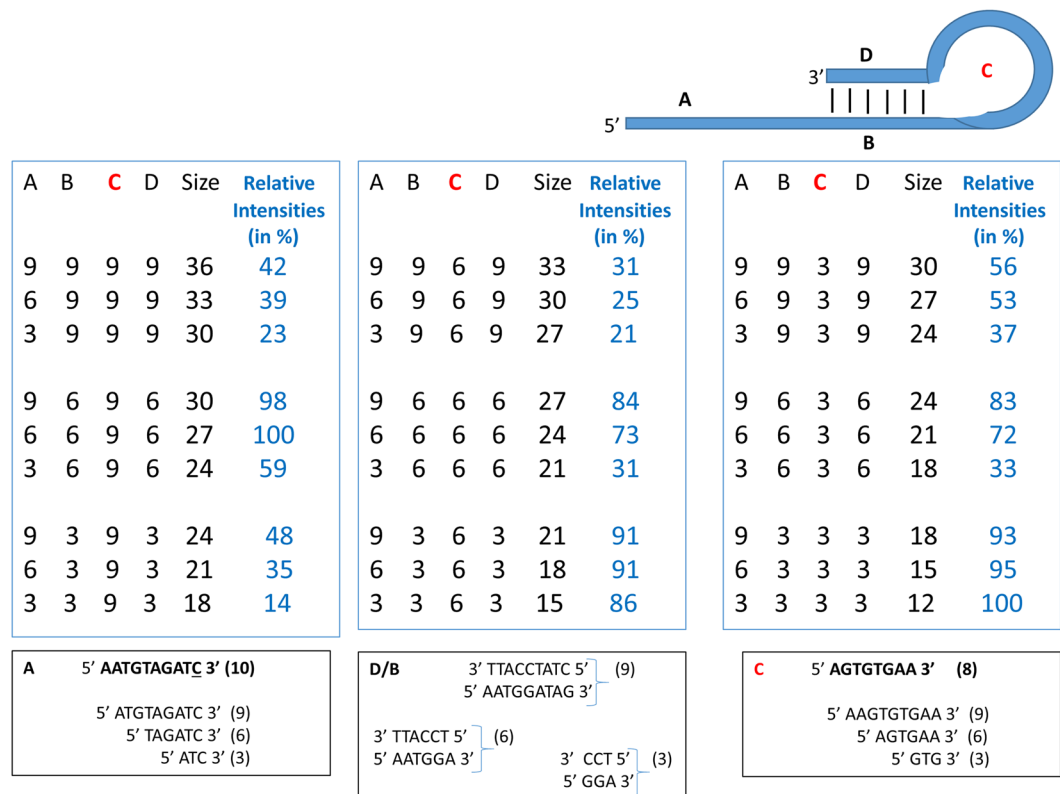 D
3’
C
A
5’
B
A B C D Size Relative Intensities (in %)
9 9 9 9 36 42
6 9 9 9 33 39
3 9 9 9 30 23
9 6 9 6 30 98
6 6 9 6 27 100
3 6 9 6 24 59
9 3 9 3 24 48
6 3 9 3 21 35
3 3 9 3 18 14
A B C D Size Relative Intensities (in %)
9 9 6 9 33 31
6 9 6 9 30 25
3 9 6 9 27 21
9 6 6 6 27 84
6 6 6 6 24 73
3 6 6 6 21 31
9 3 6 3 21 91
6 3 6 3 18 91
3 3 6 3 15 86
A B C D Size Relative Intensities (in %)
9 9 3 9 30 56
6 9 3 9 27 53
3 9 3 9 24 37
9 6 3 6 24 83
6 6 3 6 21 72
3 6 3 6 18 33
9 3 3 3 18 93
6 3 3 3 15 95
3 3 3 3 12 100
A 5’ AATGTAGATC 3’ (10)
5’ ATGTAGATC 3’ (9)
5’ TAGATC 3’ (6)
5’ ATC 3’ (3)
D/B 3’ TTACCTATC 5’ (9)
5’ AATGGATAG 3’
3’ TTACCT 5’ (6)
5’ AATGGA 3’
3’ CCT 5’ (3)
5’ GGA 3’
C 5’ AGTGTGAA 3’ (8)
5’ AAGTGTGAA 3’ (9)
5’ AGTGAA 3’ (6)
5’ GTG 3’ (3)